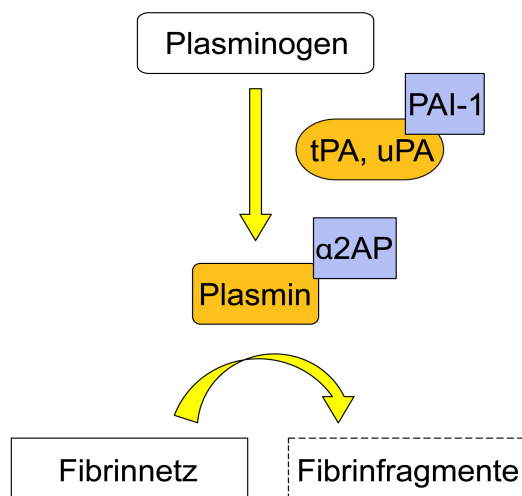 Plasminogen
PAI-1
tPA, uPA
α2AP
Plasmin
Fibrinnetz
Fibrinfragmente